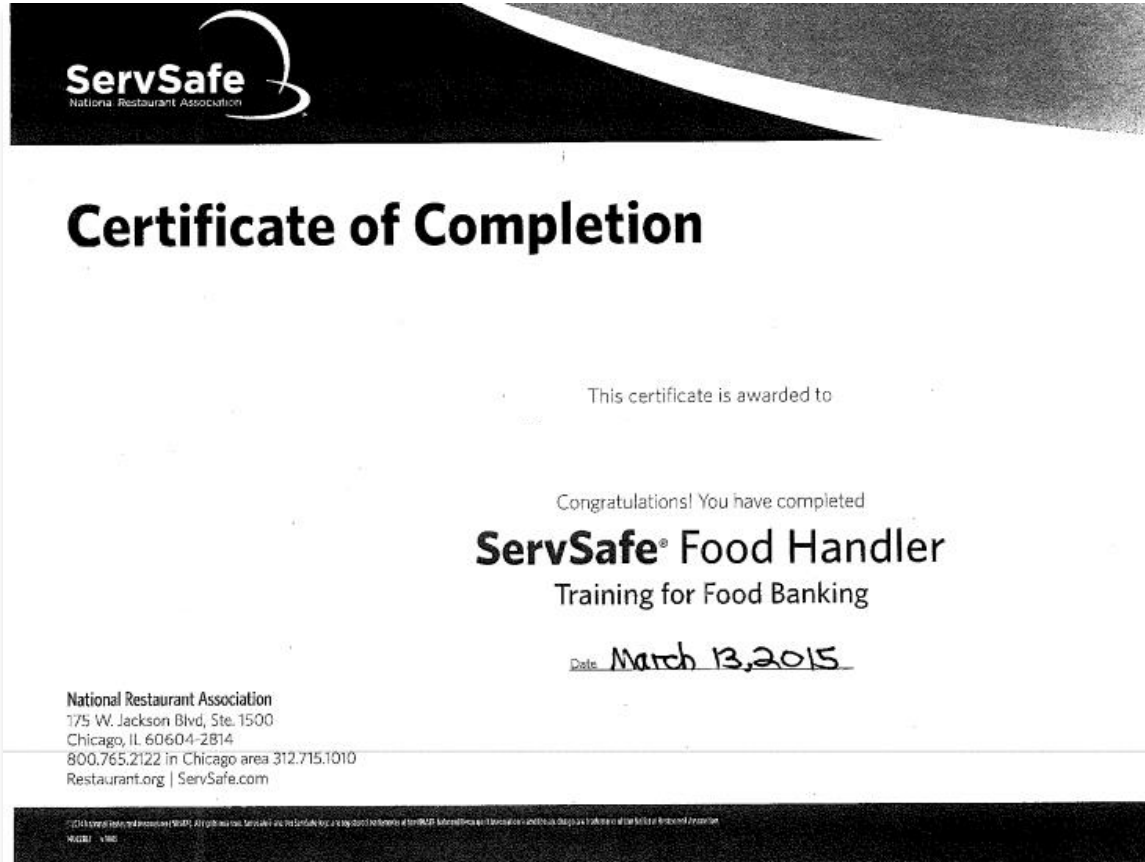 ServSafe
National Restaurant Association
Certificate of Completion
This certificate is awarded to
Congratulations! You have completed
ServSafe® Food Handler
Training for Food Banking
Date March 13, 2015
National Restaurant Association
175 W. Jackson Blvd, Ste. 1500
Chicago, IL 60604-2814
800.765.2122 in Chicago area 312.715.1010
Restaurant.org | ServSafe.com